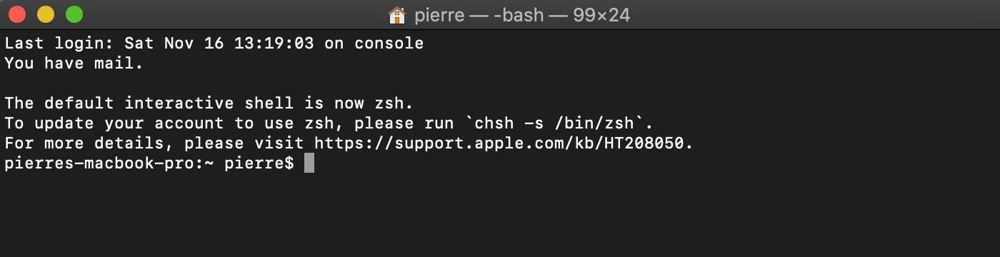 pierre — -bash — 99×24
Last login: Sat Nov 16 13:19:03 on console
You have mail.
The default interactive shell is now zsh.
To update your account to use zsh, please run `chsh -s /bin/zsh`.
For more details, please visit https://support.apple.com/kb/HT208050.
pierres-macbook-pro:~ pierre$